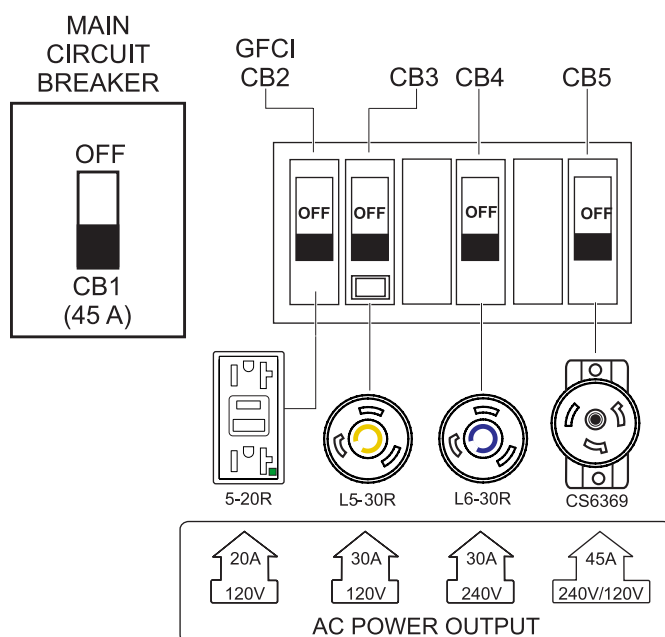 MAIN
CIRCUIT
BREAKER
OFF
CB1
(45 A)
GFCI
CB2
CB3
CB4
CB5
OFF
OFF
OFF
OFF
5-20R
L5-30R
L6-30R
CS6369
20A
120V
30A
120V
30A
240V
45A
240V/120V
AC POWER OUTPUT